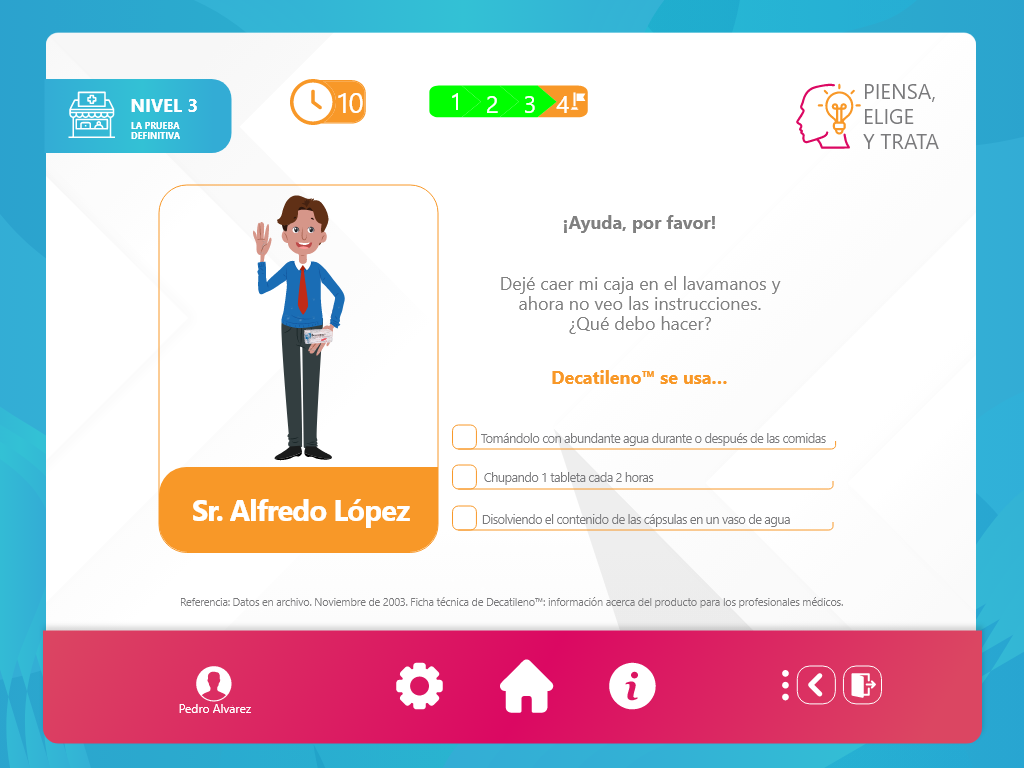 NIVEL 3
LA PRUEBA
DEFINITIVA
10
1 2 3 4
PIENSA,
ELIGE
Y TRATA
¡Ayuda, por favor!
Dejé caer mi caja en el lavamanos y
ahora no veo las instrucciones.
¿Qué debo hacer?
Decatileno™ se usa...
Tomándolo con abundante agua durante o después de las comidas
Chupando 1 tableta cada 2 horas
Disolviendo el contenido de las cápsulas en un vaso de agua
Sr. Alfredo López
Referencia: Datos en archivo. Noviembre de 2003. Ficha técnica de Decatileno™: información acerca del producto para los profesionales médicos.
Pedro Alvarez